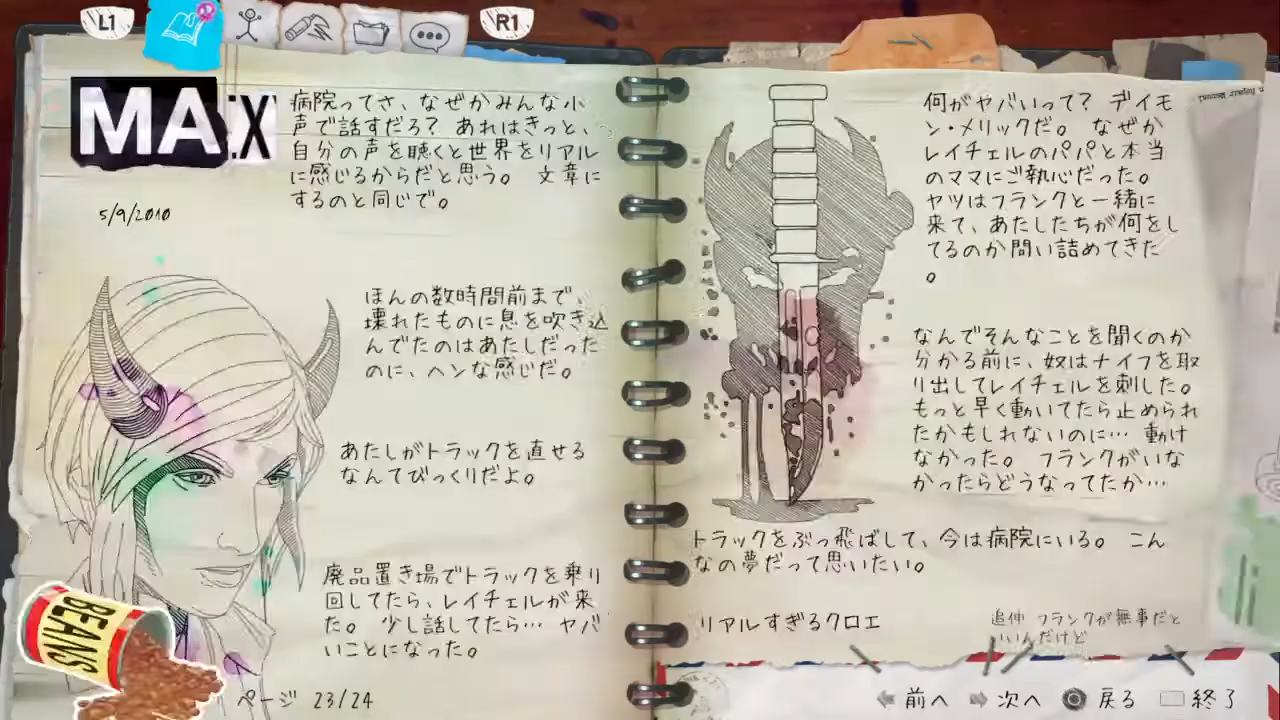 L1
R1
MAX
病院ってさ、なぜかみんな小
声で話すだろ？ あれはきっと、
自分の声を聴くと世界をリアル
に感じるからだと思う。 文章に
するのと同じで。
5/9/2010
ほんの数時間前まで、
壊れたものに息を吹き込
んでたのはあたしだった
のに、ヘンな感じだ。
あたしがトラックを直せる
なんてびっくりだよ。
廃品置き場でトラックを乗り
回してたら、レイチェルが来
た。 少し話してたら… ヤバ
いことになった。
BEANS
ページ 23/24
何がヤバいって？ デイモ
ン・メリックだ。 なぜか
レイチェルのパパと本当
のママにご執心だった。
ヤツはフランクと一緒に
来て、あたしたちが何をし
てるのか問い詰めてきた
。
なんでそんなことを聞くのか
分かる前に、奴はナイフを取
り出してレイチェルを刺した。
もっと早く動いてたら止められ
たかもしれないのに… 動け
なかった。 フランクがいな
かったらどうなってたか…
トラックをぶっ飛ばして、今は病院にいる。 こん
なの夢だって思いたい。
リアルすぎるクロエ
追伸 フランクが無事だと
いいんだけど
前へ 次へ 戻る 終了